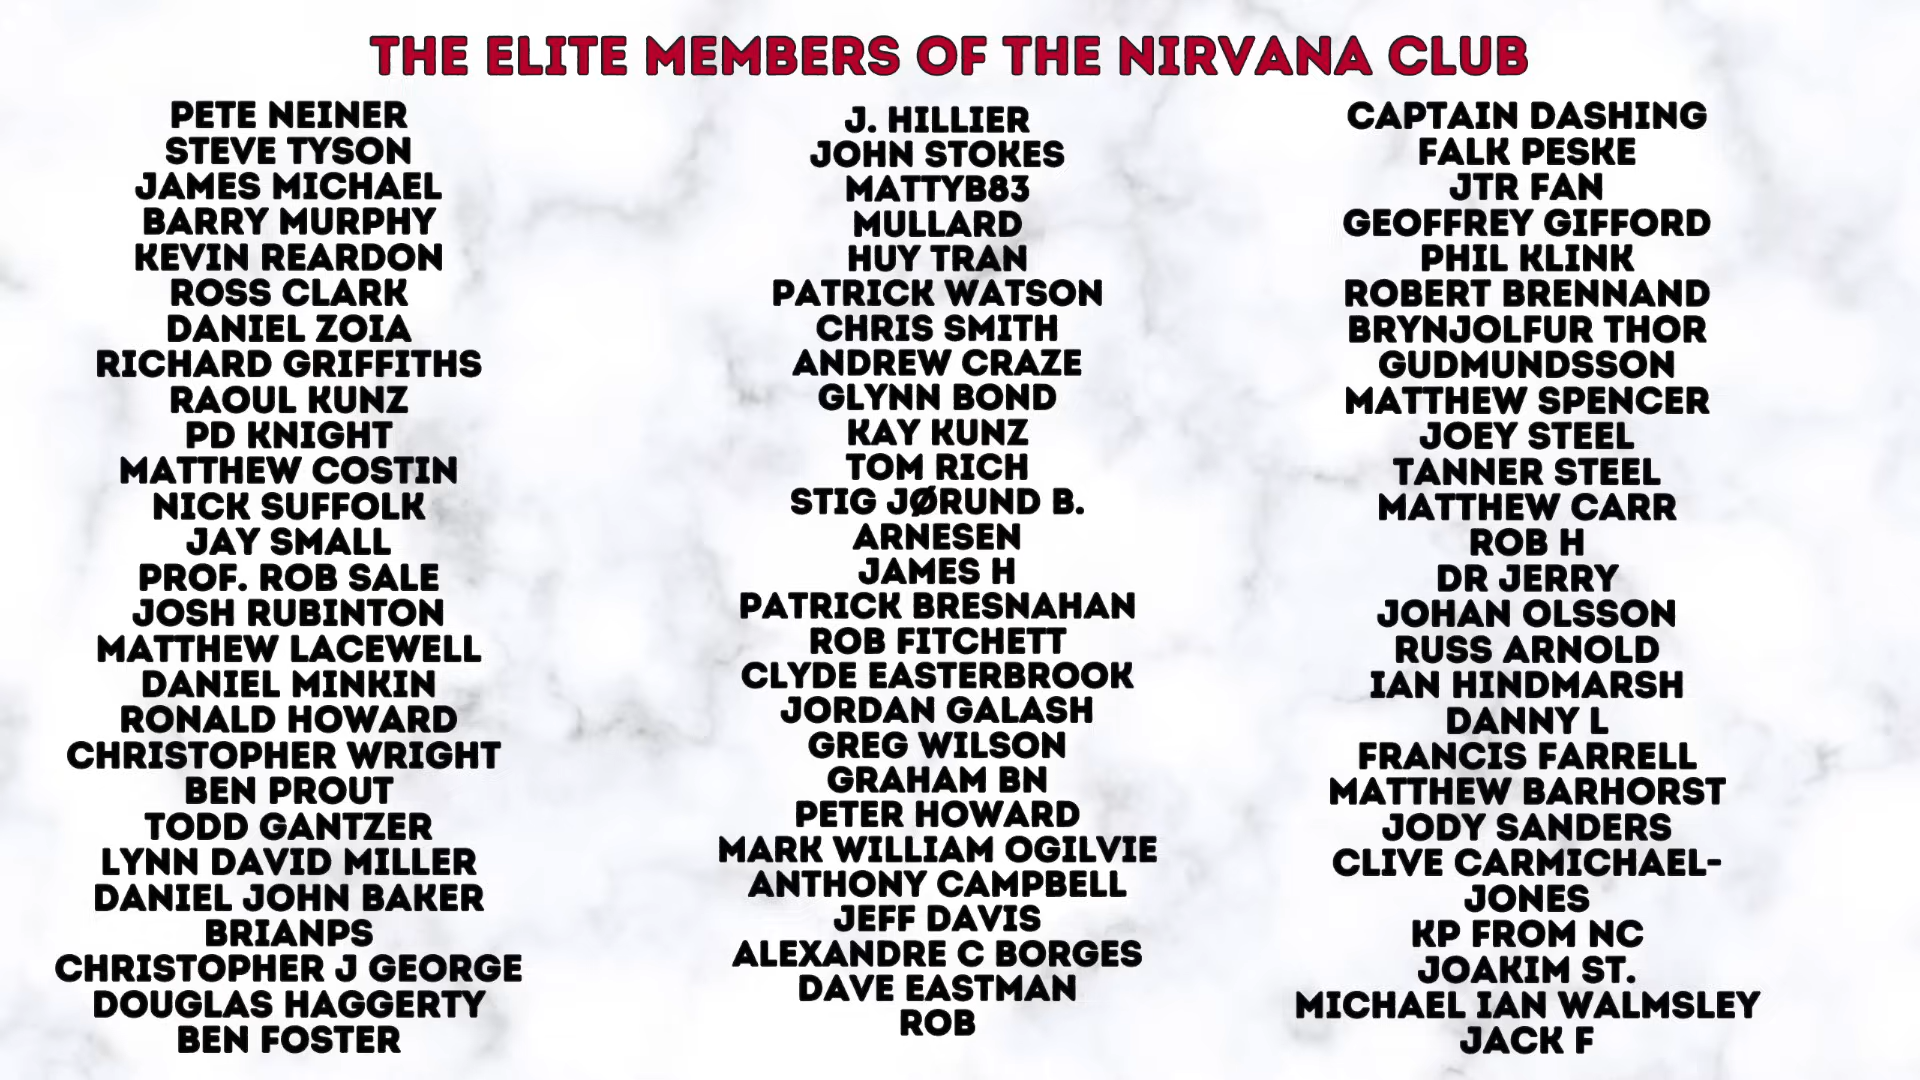 THE ELITE MEMBERS OF THE NIRVANA CLUB
PETE NEINER
STEVE TYSON
JAMES MICHAEL
BARRY MURPHY
KEVIN REARDON
ROSS CLARK
DANIEL ZOIA
RICHARD GRIFFITHS
RAOUL KUNZ
PD KNIGHT
MATTHEW COSTIN
NICK SUFFOLK
JAY SMALL
PROF. ROB SALE
JOSH RUBINTON
MATTHEW LACEWELL
DANIEL MINKIN
RONALD HOWARD
CHRISTOPHER WRIGHT
BEN PROUT
TODD GANTZER
LYNN DAVID MILLER
DANIEL JOHN BAKER
BRIANPS
CHRISTOPHER J GEORGE
DOUGLAS HAGGERTY
BEN FOSTER
J. HILLIER
JOHN STOKES
MATTYB83
MULLARD
HUY TRAN
PATRICK WATSON
CHRIS SMITH
ANDREW CRAZE
GLYNN BOND
KAY KUNZ
TOM RICH
STIG JØRUND B.
ARNESEN
JAMES H
PATRICK BRESNAHAN
ROB FITCHETT
CLYDE EASTERBROOK
JORDAN GALASH
GREG WILSON
GRAHAM BN
PETER HOWARD
MARK WILLIAM OGILVIE
ANTHONY CAMPBELL
JEFF DAVIS
ALEXANDRE C BORGES
DAVE EASTMAN
ROB
CAPTAIN DASHING
FALK PESKE
JTR FAN
GEOFFREY GIFFORD
PHIL KLINK
ROBERT BRENNAND
BRYNJOLFUR THOR
GUDMUNDSSON
MATTHEW SPENCER
JOEY STEEL
TANNER STEEL
MATTHEW CARR
ROB H
DR JERRY
JOHAN OLSSON
RUSS ARNOLD
IAN HINDMARSH
DANNY L
FRANCIS FARRELL
MATTHEW BARHORST
JODY SANDERS
CLIVE CARMICHAEL-
JONES
KP FROM NC
JOAKIM ST.
MICHAEL IAN WALMSLEY
JACK F